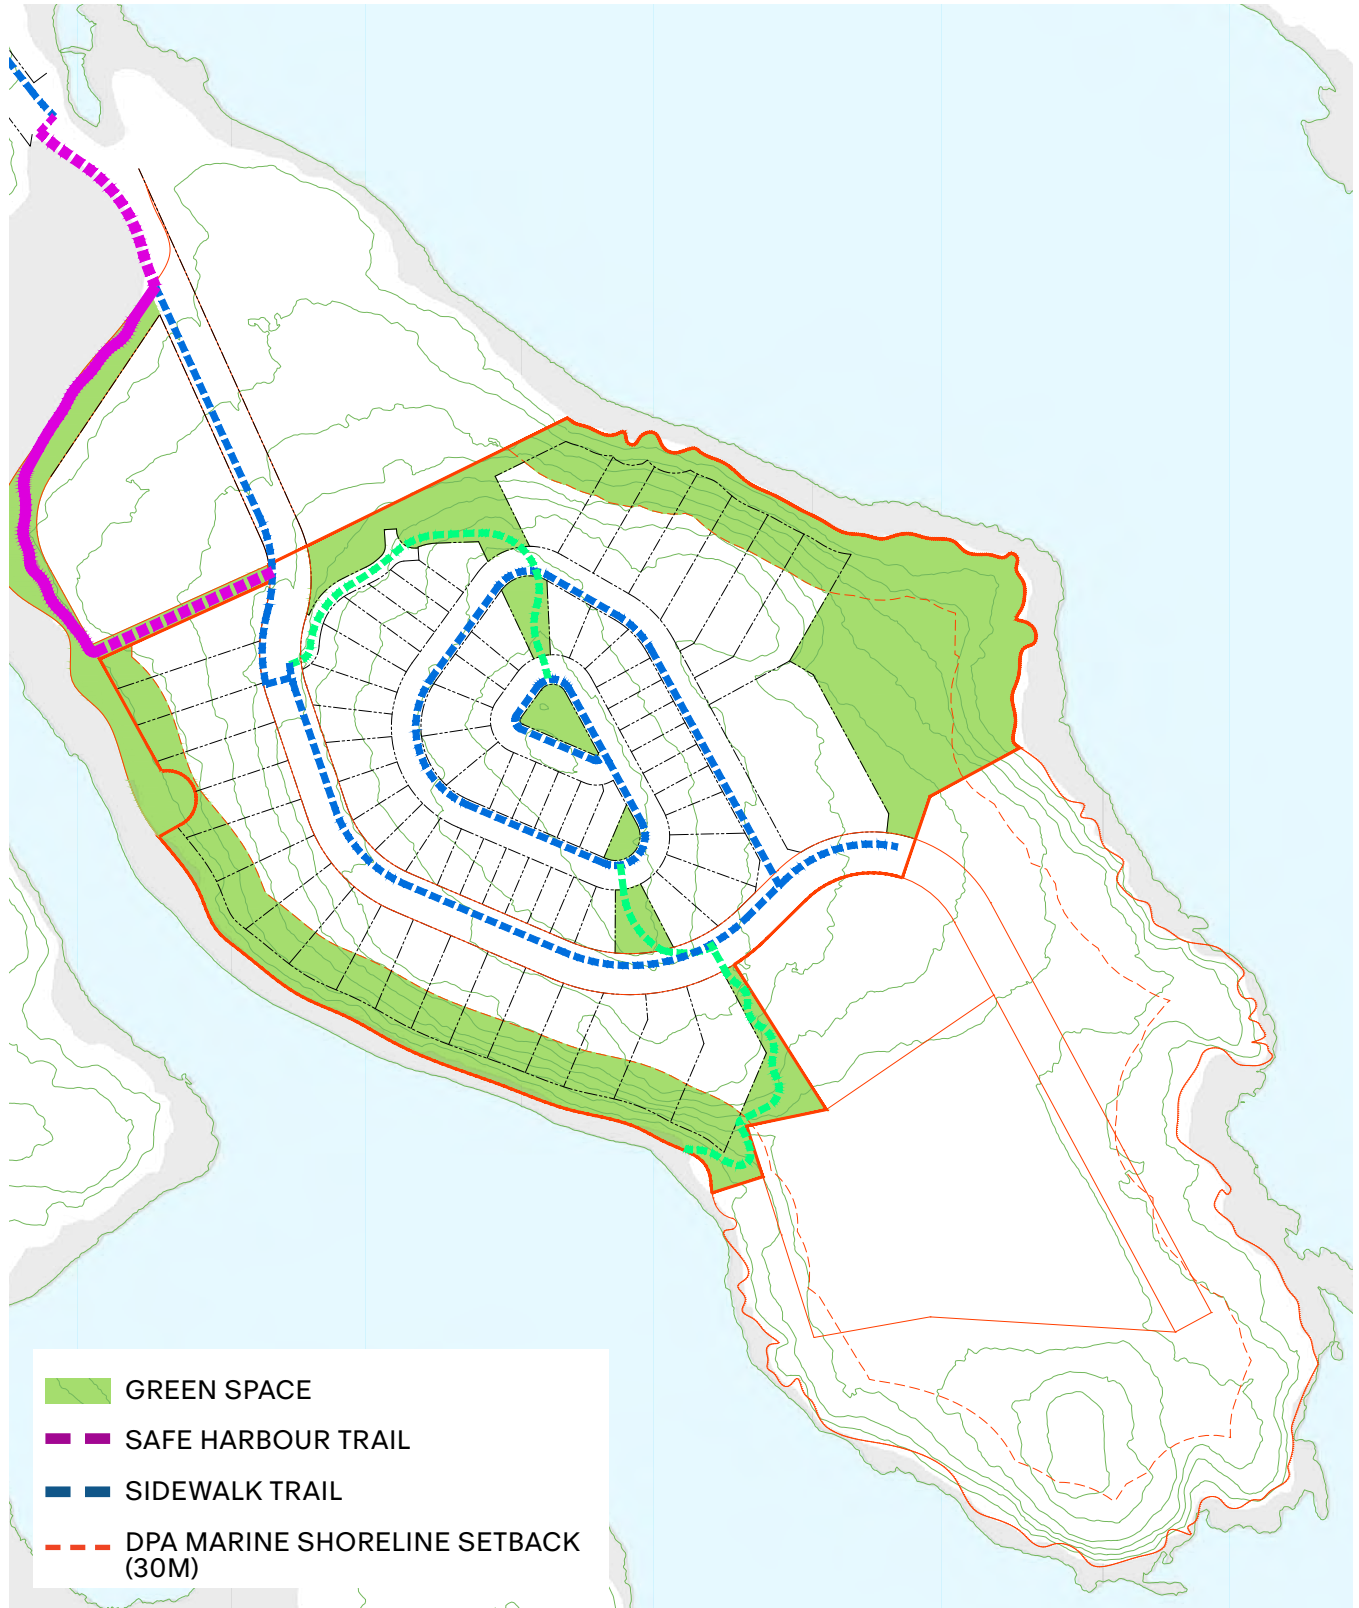 GREEN SPACE
SAFE HARBOUR TRAIL
SIDEWALK TRAIL
DPA MARINE SHORELINE SETBACK
(30M)